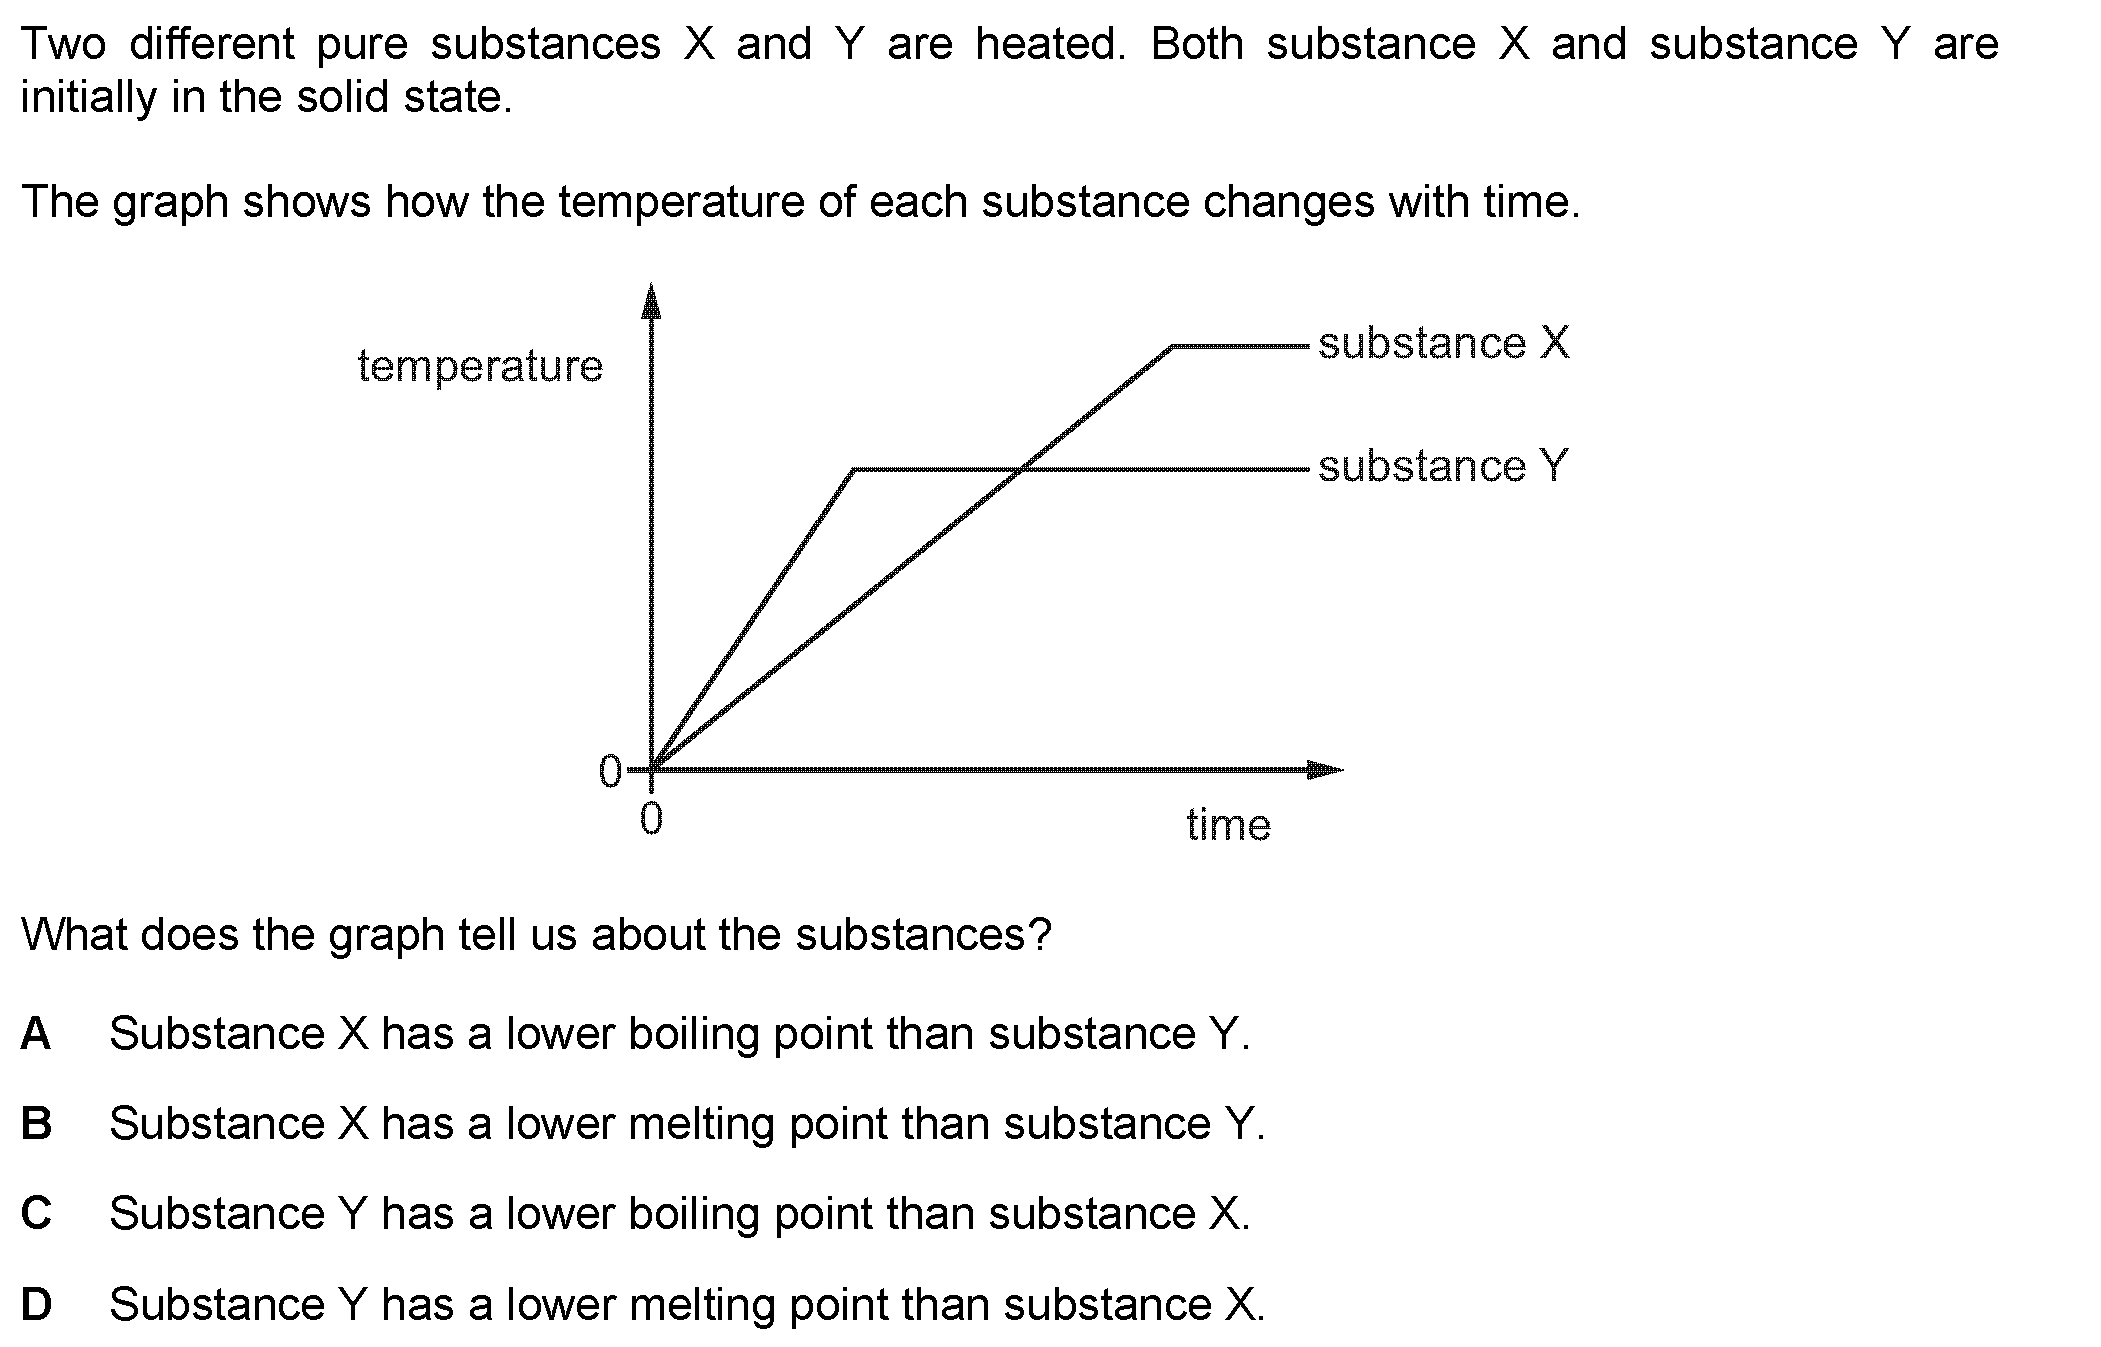 Two different pure substances X and Y are heated. Both substance X and substance Y are
initially in the solid state.
The graph shows how the temperature of each substance changes with time.
temperature
substance X
substance Y
0
0
time
What does the graph tell us about the substances?
A Substance X has a lower boiling point than substance Y.
B Substance X has a lower melting point than substance Y.
C Substance Y has a lower boiling point than substance X.
D Substance Y has a lower melting point than substance X.